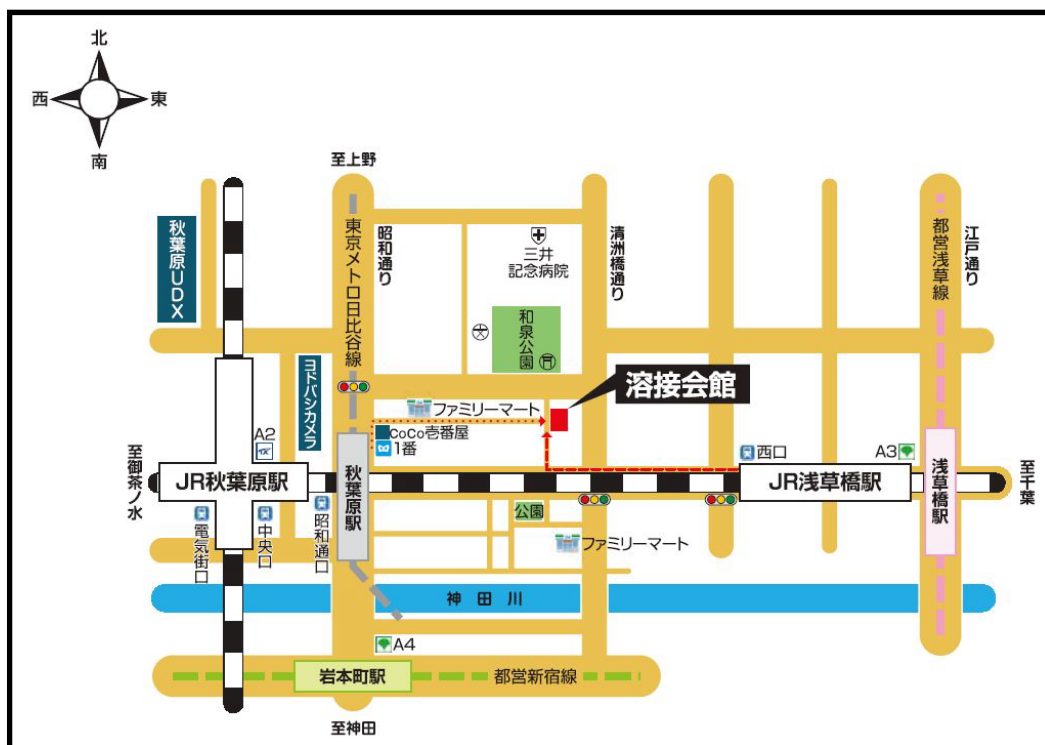 北
西
東
南
至上野
秋葉原UDX
東京メトロ日比谷線
昭和通り
三井
記念病院
清洲橋通り
都営浅草線
江戸通り
和泉公園
ヨドバシカメラ
溶接会館
ファミリーマート
CoCo壱番屋
1番
A2
西口
A3
至御茶ノ水
JR秋葉原駅
秋葉原駅
JR浅草橋駅
浅草橋駅
至千葉
電気街口
中央口
昭和通口
公園
ファミリーマート
神田川
A4
岩本町駅
都営新宿線
至神田